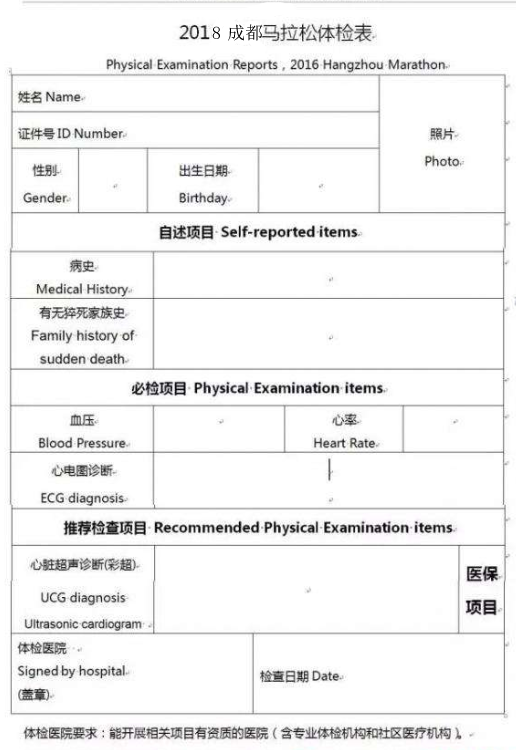 2018 成都马拉松体检表
Physical Examination Reports，2016 Hangzhou Marathon
姓名 Name
证件号 ID Number
照片
Photo
性别
Gender
出生日期
Birthday
自述项目 Self-reported items
病史
Medical History
有无猝死家族史
Family history of
sudden death
必检项目 Physical Examination items
血压
Blood Pressure
心率
Heart Rate
心电图诊断
ECG diagnosis
推荐检查项目 Recommended Physical Examination items
心脏超声诊断(彩超)
UCG diagnosis
Ultrasonic cardiogram
医保
项目
体检医院
Signed by hospital
(盖章)
检查日期 Date
体检医院要求：能开展相关项目有资质的医院（含专业体检机构和社区医疗机构）。